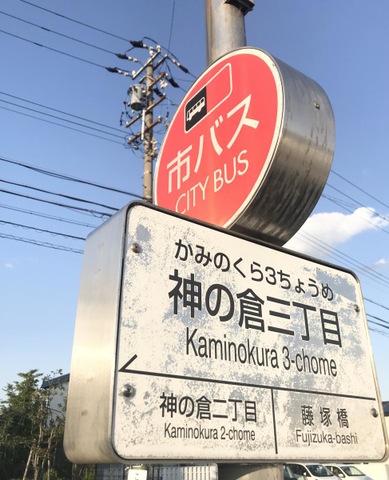 市バス
CITY BUS
かみのくら3ちょうめ
神の倉三丁目
Kaminokura 3-chome
神の倉二丁目
Kaminokura 2-chome
藤塚橋
Fujizuka-bashi